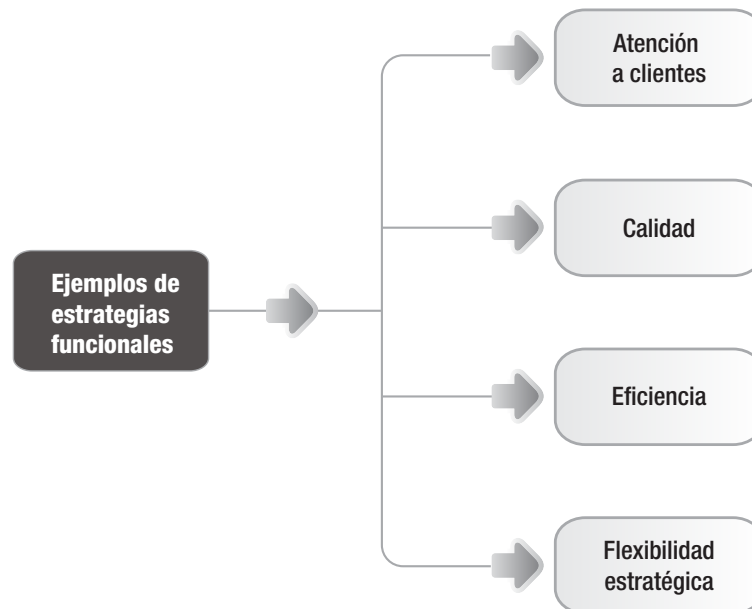 Ejemplos de
estrategias
funcionales
Atención
a clientes
Calidad
Eficiencia
Flexibilidad
estratégica